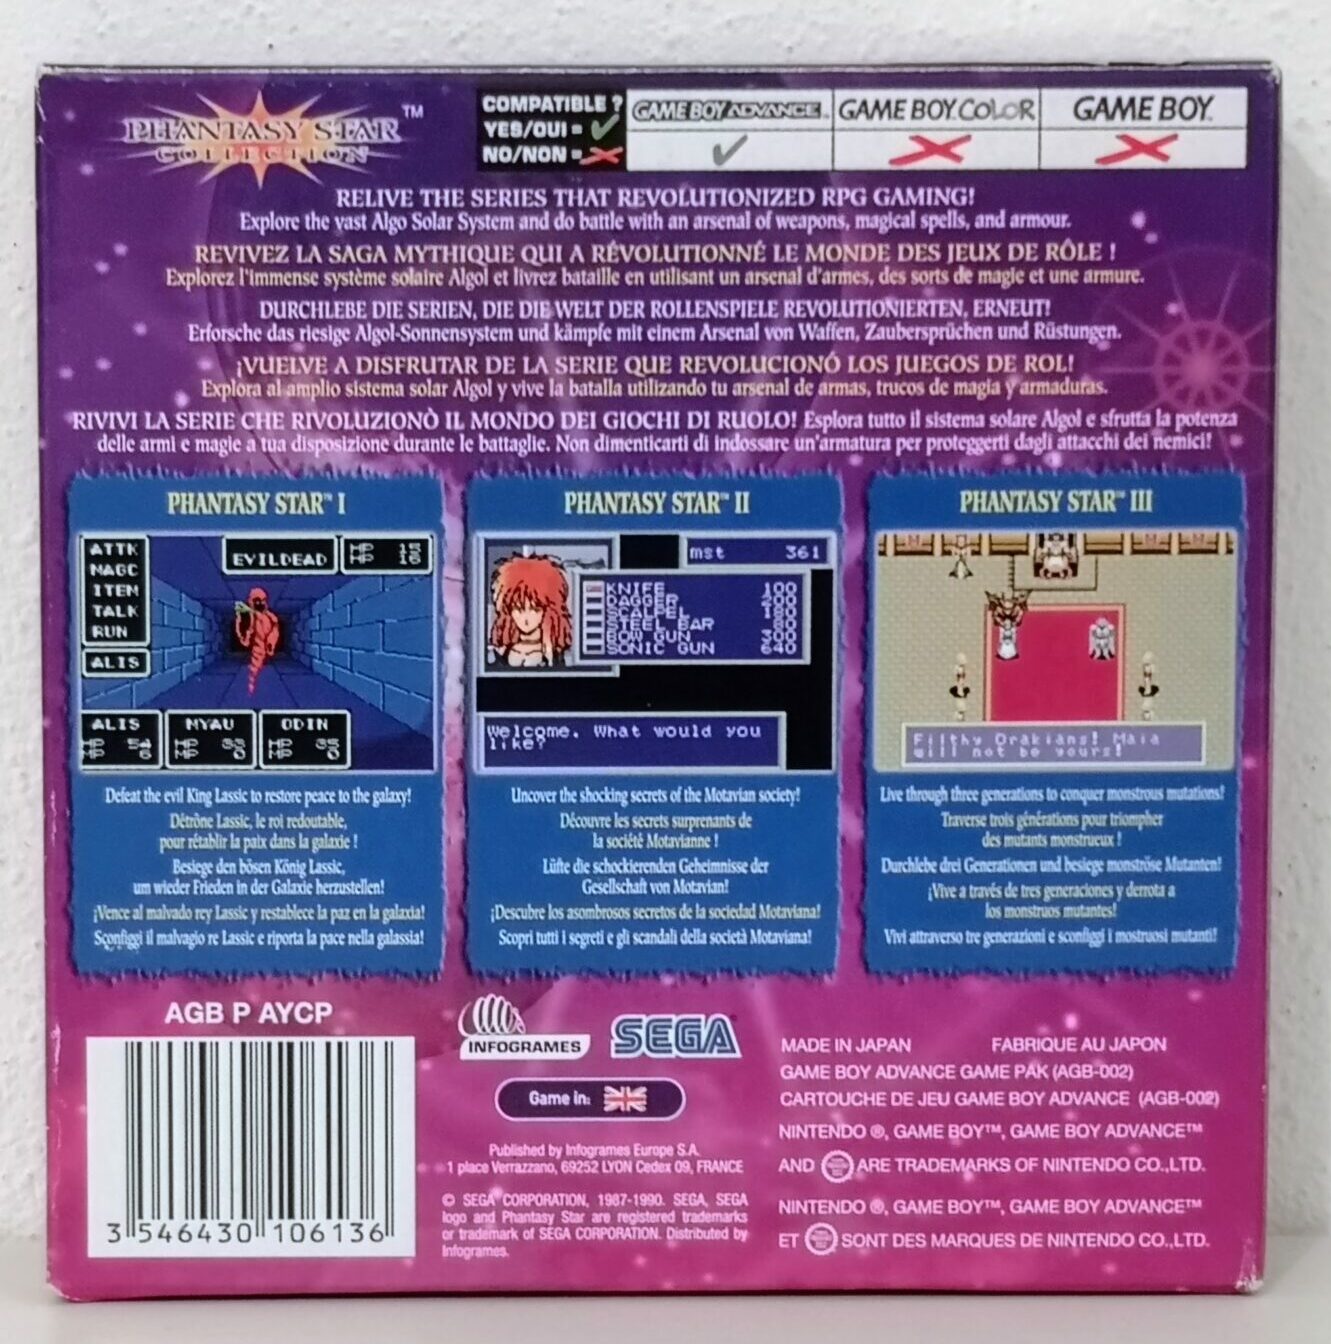 PHANTASY STAR™
COLLECTION
COMPATIBLE ?
YES/OUI =
NO/NON =
GAME BOY ADVANCE
GAME BOY COLOR
GAME BOY
RELIVE THE SERIES THAT REVOLUTIONIZED RPG GAMING!
Explore the vast Algo Solar System and do battle with an arsenal of weapons, magical spells, and armour.
REVIVEZ LA SAGA MYTHIQUE QUI A RÉVOLUTIONNÉ LE MONDE DES JEUX DE RÔLE !
Explorez l'immense système solaire Algol et livrez bataille en utilisant un arsenal d'armes, des sorts de magie et une armure.
DURCHLEBE DIE SERIEN, DIE DIE WELT DER ROLLENSPIELE REVOLUTIONIERTEN, ERNEUT!
Erforsche das riesige Algol-Sonnensystem und kämpfe mit einem Arsenal von Waffen, Zaubersprüchen und Rüstungen.
¡VUELVE A DISFRUTAR DE LA SERIE QUE REVOLUCIONÓ LOS JUEGOS DE ROL!
Explora al amplio sistema solar Algol y vive la batalla utilizando tu arsenal de armas, trucos de magia y armaduras.
RIVIVI LA SERIE CHE RIVOLUZIONÒ IL MONDO DEI GIOCHI DI RUOLO! Esplora tutto il sistema solare Algol e sfrutta la potenza
delle armi e magie a tua disposizione durante le battaglie. Non dimenticarti di indossare un'armatura per proteggerti dagli attacchi dei nemici!
PHANTASY STAR™ I
ATTK
MAGC
ITEM
TALK
RUN
ALIS
EVILDEAD
HP 15
HP 16
ALIS
HP 54
MP 6
MYAU
HP
MP 0
ODIN
HP
MP 0
Defeat the evil King Lassic to restore peace to the galaxy!
Détrône Lassic, le roi redoutable,
pour rétablir la paix dans la galaxie !
Besiege den bösen König Lassic,
um wieder Frieden in der Galaxie herzustellen!
¡Vence al malvado rey Lassic y restablece la paz en la galaxia!
Sconfiggi il malvagio re Lassic e riporta la pace nella galassia!
PHANTASY STAR™ II
mst 361
KNIFE 100
DAGGER 200
SCALPEL
STEEL BAR
BOW GUN
SONIC GUN 640
Welcome. What would you
like?
Uncover the shocking secrets of the Motavian society!
Découvre les secrets surprenants de
la société Motavianne !
Lüfte die schockierenden Geheimnisse der
Gesellschaft von Motavian!
¡Descubre los asombrosos secretos de la sociedad Motaviana!
Scopri tutti i segreti e gli scandali della società Motaviana!
PHANTASY STAR™ III
Filthy Orakians! Maia
will not be yours!
Live through three generations to conquer monstrous mutations!
Traverse trois générations pour triompher
des mutants monstrueux !
Durchlebe drei Generationen und besiege monströse Mutanten!
¡Vive a través de tres generaciones y derrota a
los monstruos mutantes!
Vivi attraverso tre generazioni e sconfiggi i mostruosi mutanti!
AGB P AYCP
3 546430 106136
INFOGRAMES
SEGA
Game in:
Published by Infogrames Europe S.A.
1 place Verrazzano, 69252 LYON Cedex 09, FRANCE
© SEGA CORPORATION, 1987-1990. SEGA, SEGA
logo and Phantasy Star are registered trademarks
or trademark of SEGA CORPORATION. Distributed by
Infogrames.
MADE IN JAPAN FABRIQUE AU JAPON
GAME BOY ADVANCE GAME PAK (AGB-002)
CARTOUCHE DE JEU GAME BOY ADVANCE (AGB-002)
NINTENDO ®, GAME BOY™, GAME BOY ADVANCE™
AND ARE TRADEMARKS OF NINTENDO CO.,LTD.
NINTENDO ®, GAME BOY™, GAME BOY ADVANCE™
ET SONT DES MARQUES DE NINTENDO CO.,LTD.